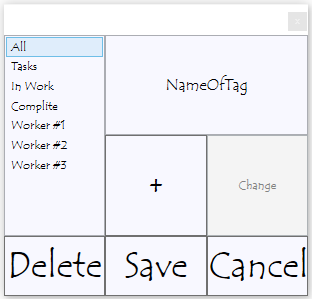 x
All
Tasks
In Work
Complite
Worker #1
Worker #2
Worker #3
NameOfTag
+
Change
Delete
Save
Cancel